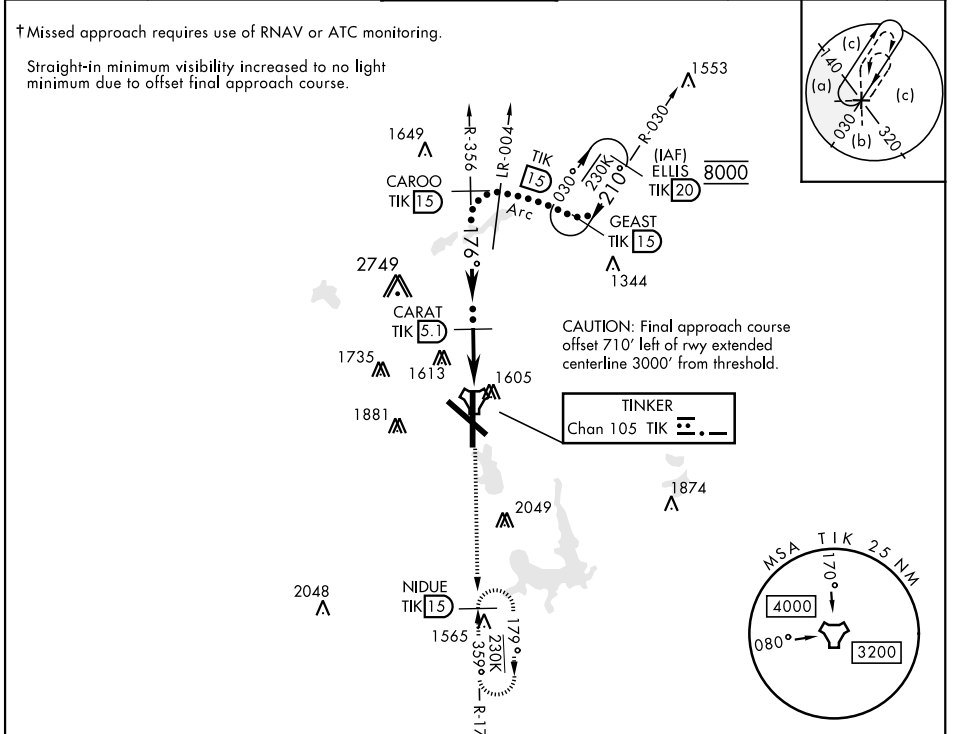 †Missed approach requires use of RNAV or ATC monitoring.
Straight-in minimum visibility increased to no light
minimum due to offset final approach course.
(c)
140
(a)
(c)
030
(b)
320
1553
1649
R-356
LR-004
TIK
15
030°
230K
210°
R-030
(IAF)
ELLIS
TIK 20
8000
CAROO
TIK 15
Arc
GEAST
TIK 15
176°
1344
2749
CARAT
TIK 5.1
CAUTION: Final approach course
offset 710' left of rwy extended
centerline 3000' from threshold.
1735
1613
1605
1881
TINKER
Chan 105 TIK
1874
2049
MSA TIK 25 NM
170°
4000
080°
3200
2048
NIDUE
TIK 15
1565
359°
230K
179°
R-17